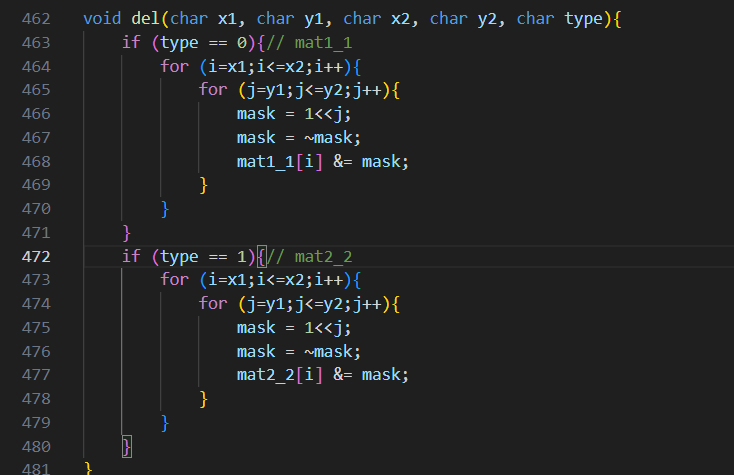 462 void del(char x1, char y1, char x2, char y2, char type){
463     if (type == 0){// mat1_1
464         for (i=x1;i<=x2;i++){
465             for (j=y1;j<=y2;j++){
466                 mask = 1<<j;
467                 mask = ~mask;
468                 mat1_1[i] &= mask;
469             }
470         }
471     }
472     if (type == 1){// mat2_2
473         for (i=x1;i<=x2;i++){
474             for (j=y1;j<=y2;j++){
475                 mask = 1<<j;
476                 mask = ~mask;
477                 mat2_2[i] &= mask;
478             }
479         }
480     }
481 }